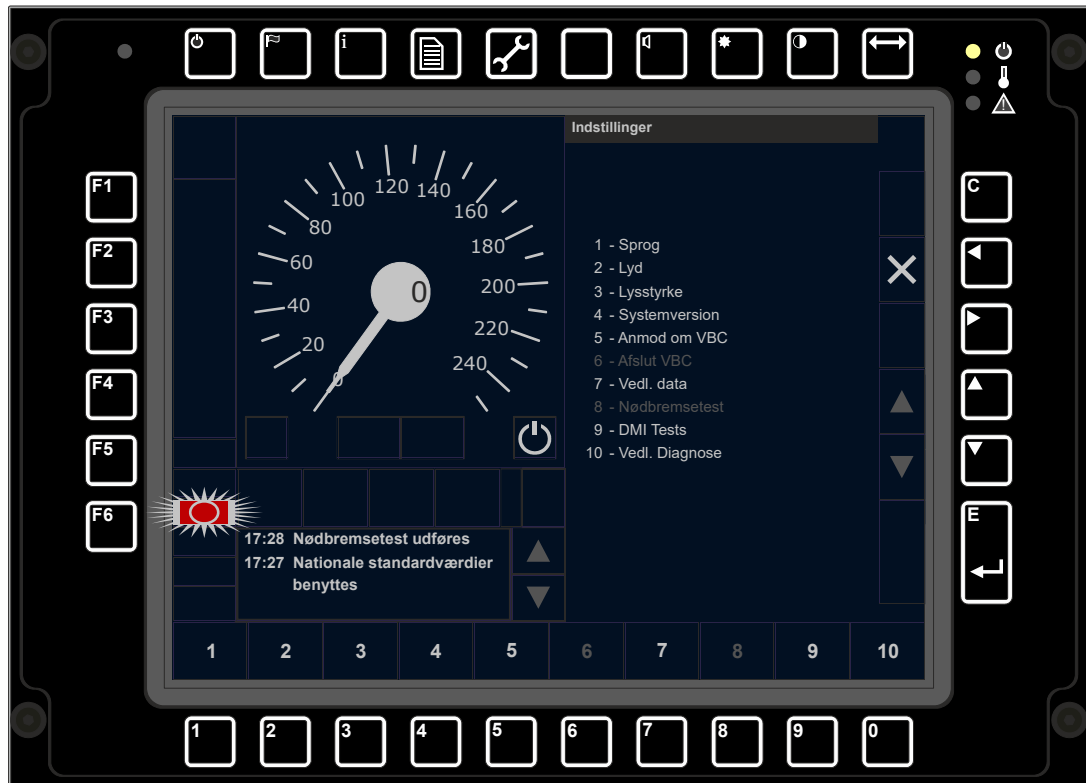 i
Indstillinger
F1
F2
F3
F4
F5
F6
C
E
0
20
40
60
80
100
120
140
160
180
200
220
240
0
1 - Sprog
2 - Lyd
3 - Lysstyrke
4 - Systemversion
5 - Anmod om VBC
6 - Afslut VBC
7 - Vedl. data
8 - Nødbremsetest
9 - DMI Tests
10 - Vedl. Diagnose
17:28 Nødbremsetest udføres
17:27 Nationale standardværdier
benyttes
1 2 3 4 5 6 7 8 9 10
1 2 3 4 5 6 7 8 9 0